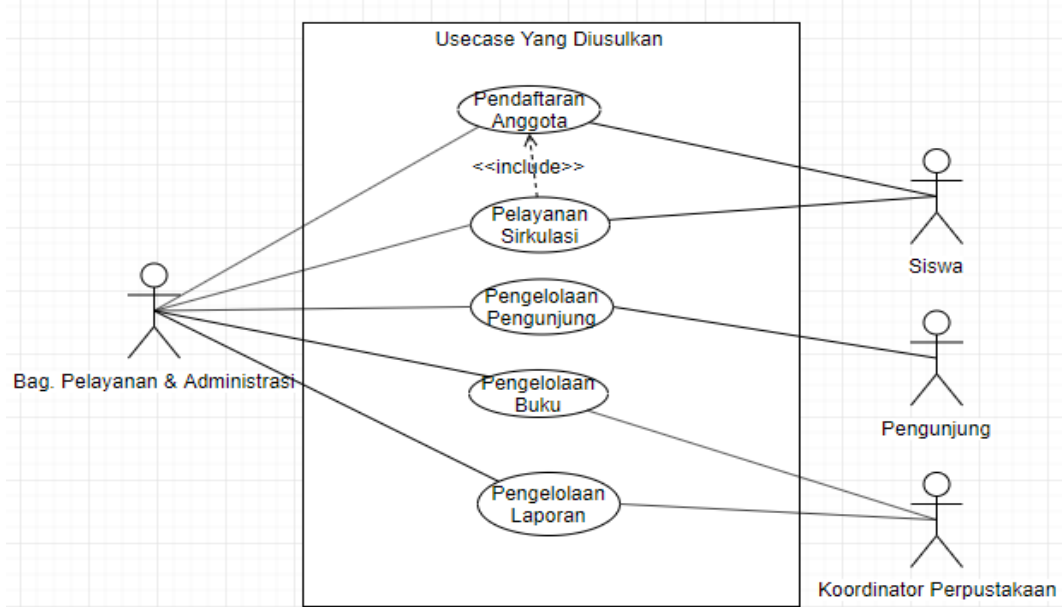 Usecase Yang Diusulkan
Pendaftaran
Anggota
<<include>>
Pelayanan
Sirkulasi
Siswa
Pengelolaan
Pengunjung
Bag. Pelayanan & Administrasi
Pengelolaan
Buku
Pengunjung
Pengelolaan
Laporan
Koordinator Perpustakaan